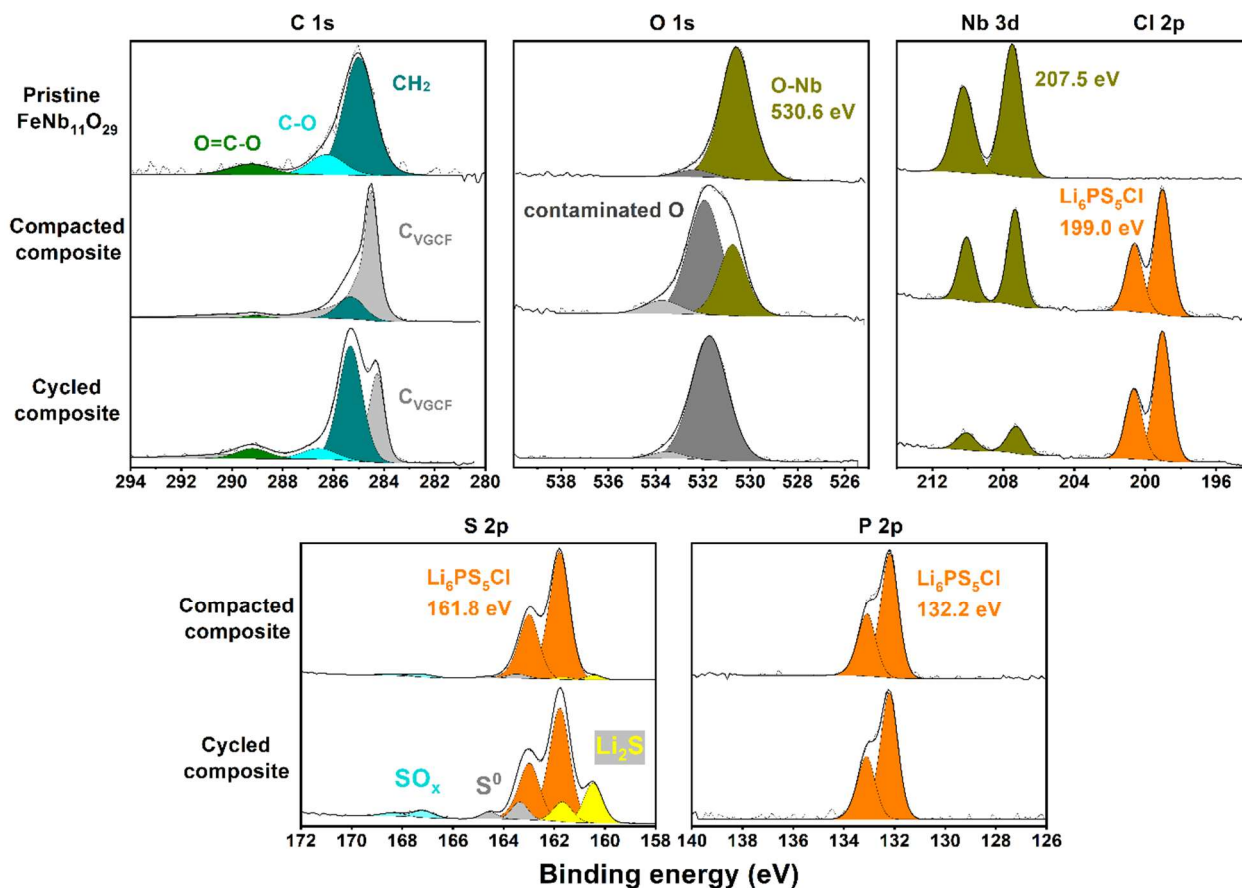 C 1s
O 1s
Nb 3d
Cl 2p
Pristine
FeNb₁₁O₂₉
O=C-O
C-O
CH₂
O-Nb
530.6 eV
207.5 eV
Compacted
composite
C_VGCF
contaminated O
Li₆PS₅Cl
199.0 eV
Cycled
composite
C_VGCF
294 292 290 288 286 284 282 280
538 536 534 532 530 528 526
212 208 204 200 196
S 2p
P 2p
Compacted
composite
Li₆PS₅Cl
161.8 eV
Li₆PS₅Cl
132.2 eV
Cycled
composite
SOₓ
S⁰
Li₂S
172 170 168 166 164 162 160 158
140 138 136 134 132 130 128 126
Binding energy (eV)